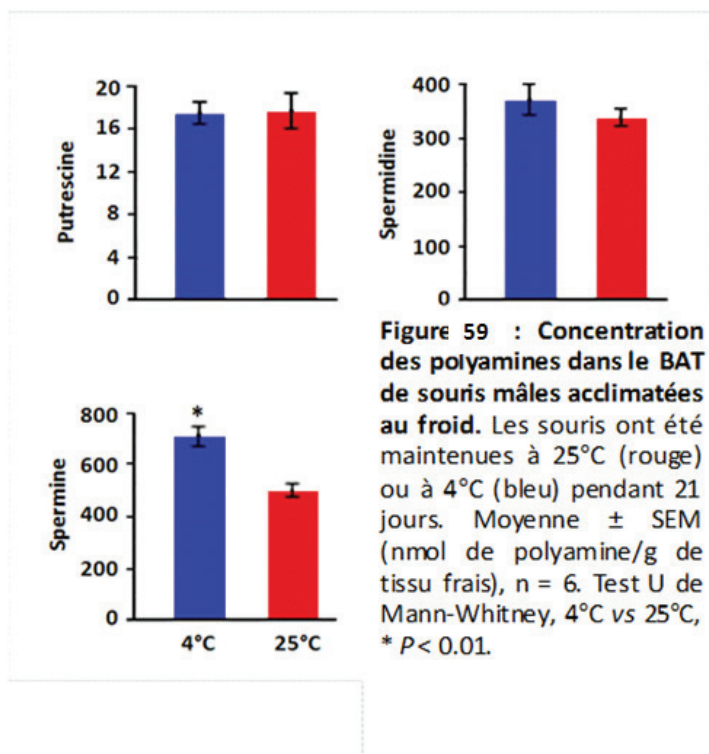 20
16
12
8
4
0
Putrescine
400
300
200
100
0
Spermidine
800
600
400
200
0
Spermine
*
4°C 25°C
Figure 59 : Concentration
des polyamines dans le BAT
de souris mâles acclimatées
au froid. Les souris ont été
maintenues à 25°C (rouge)
ou à 4°C (bleu) pendant 21
jours. Moyenne ± SEM
(nmol de polyamine/g de
tissu frais), n = 6. Test U de
Mann-Whitney, 4°C vs 25°C,
* P< 0.01.